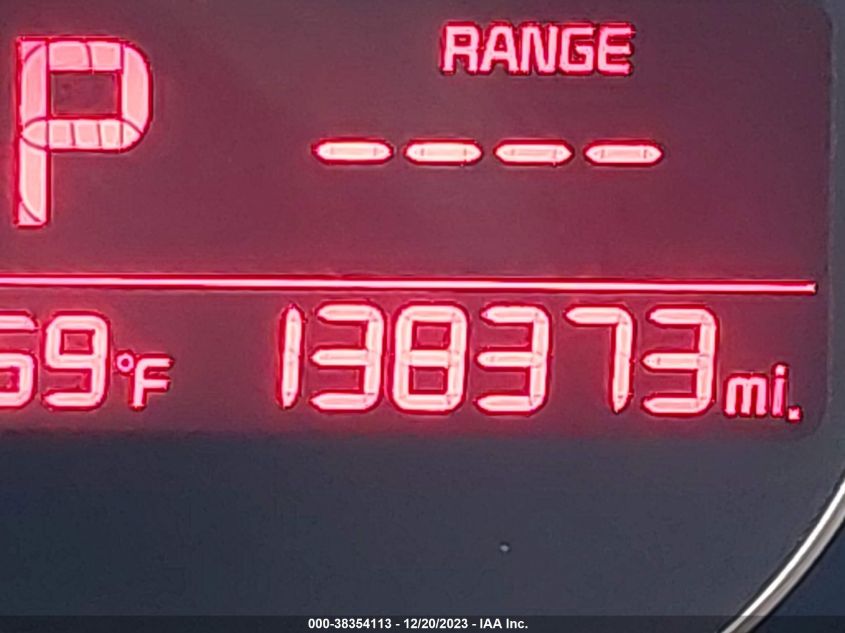 P RANGE
----
69°F 138373 mi.
000-38354113 - 12/20/2023 - IAA Inc.